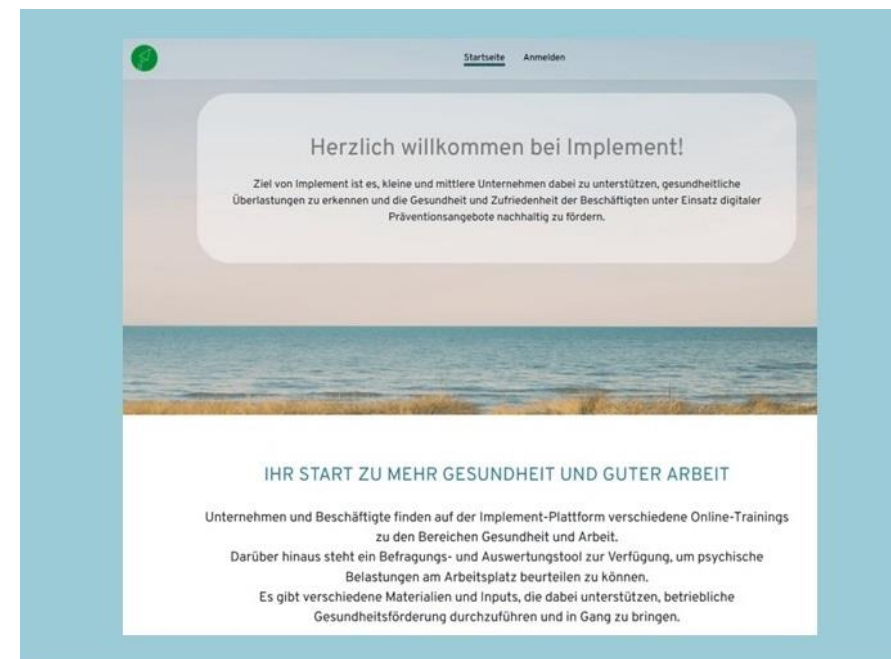 Startseite Anmelden
Herzlich willkommen bei Implement!
Ziel von Implement ist es, kleine und mittlere Unternehmen dabei zu unterstützen, gesundheitliche
Überlastungen zu erkennen und die Gesundheit und Zufriedenheit der Beschäftigten unter Einsatz digitaler
Präventionsangebote nachhaltig zu fördern.
IHR START ZU MEHR GESUNDHEIT UND GUTER ARBEIT
Unternehmen und Beschäftigte finden auf der Implement-Plattform verschiedene Online-Trainings
zu den Bereichen Gesundheit und Arbeit.
Darüber hinaus steht ein Befragungs- und Auswertungstool zur Verfügung, um psychische
Belastungen am Arbeitsplatz beurteilen zu können.
Es gibt verschiedene Materialien und Inputs, die dabei unterstützen, betriebliche
Gesundheitsförderung durchzuführen und in Gang zu bringen.